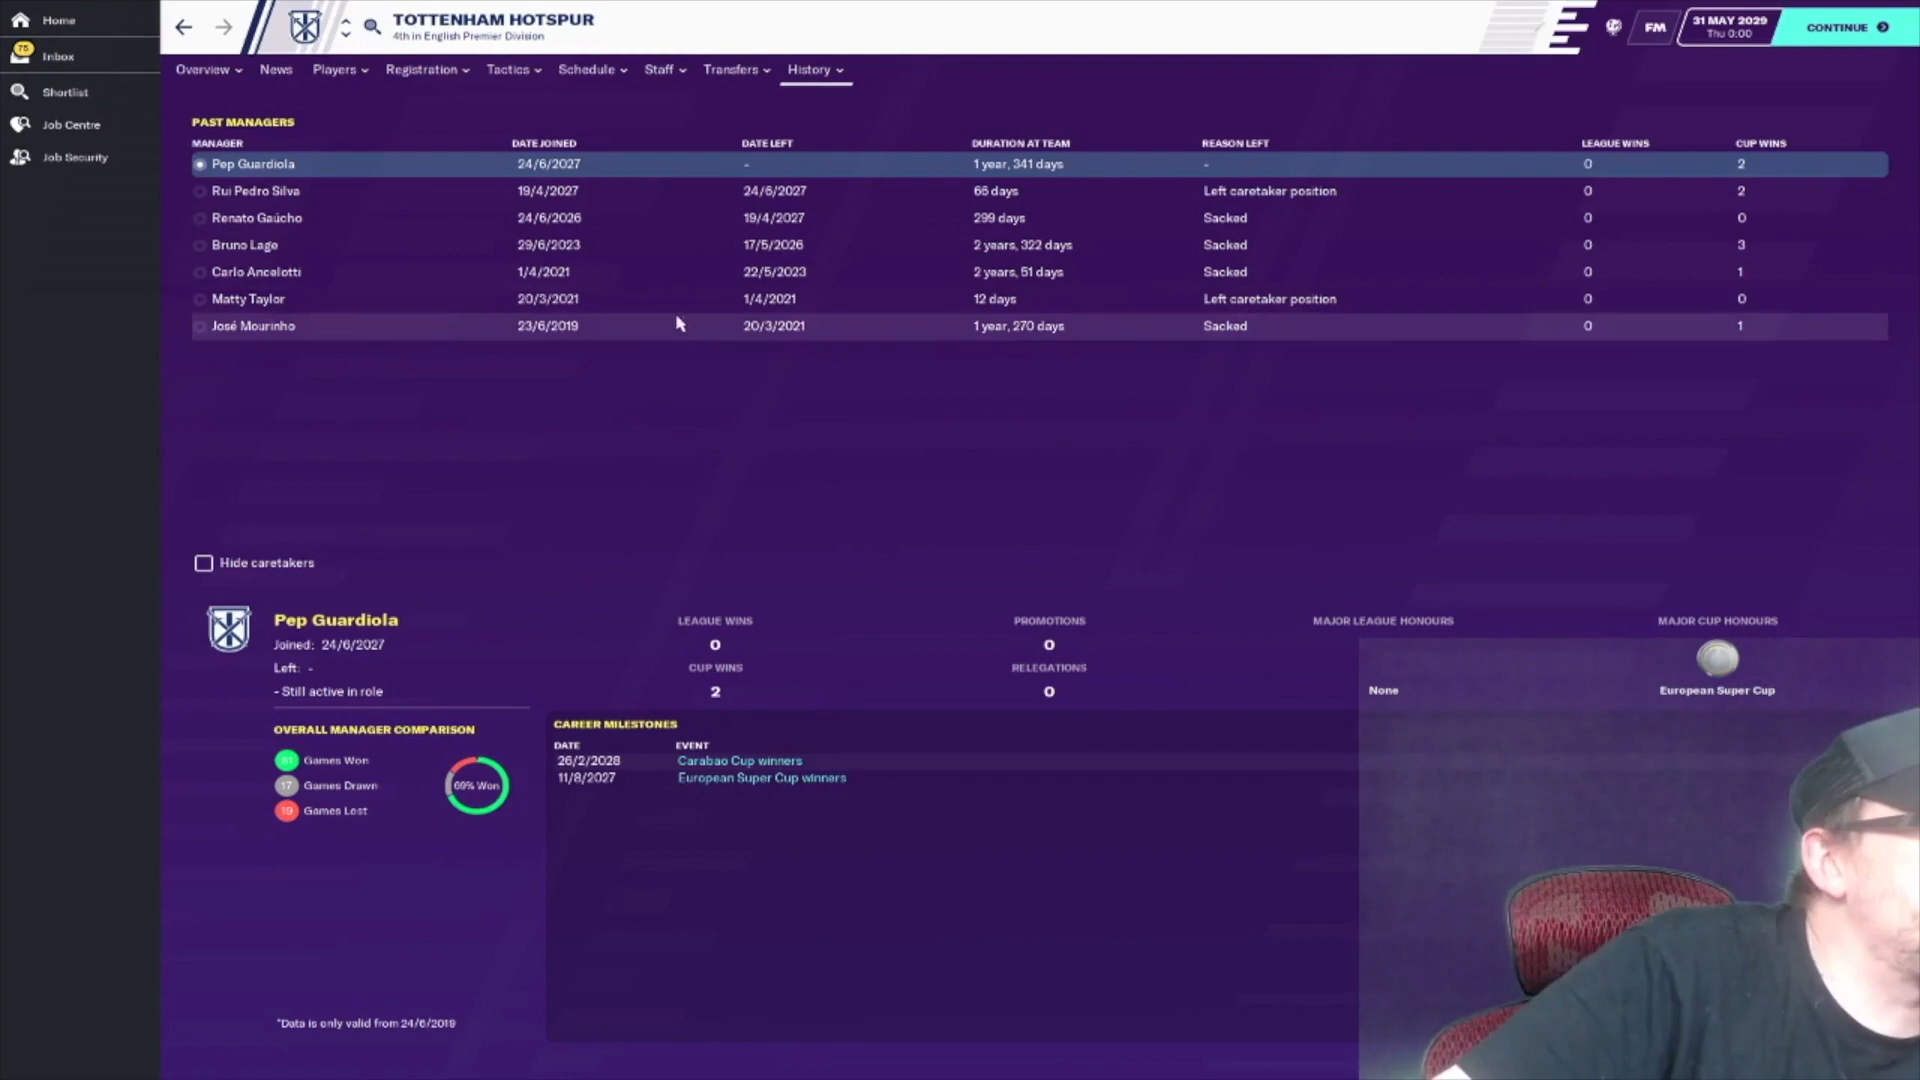 Home
75
Inbox
Shortlist
Job Centre
Job Security
TOTTENHAM HOTSPUR
4th in English Premier Division
FM
31 MAY 2029
Thu 0:00
CONTINUE
Overview News Players Registration Tactics Schedule Staff Transfers History
PAST MANAGERS
MANAGER DATE JOINED DATE LEFT DURATION AT TEAM REASON LEFT LEAGUE WINS CUP WINS
Pep Guardiola 24/6/2027 - 1 year, 341 days - 0 2
Rui Pedro Silva 19/4/2027 24/6/2027 66 days Left caretaker position 0 2
Renato Gaúcho 24/6/2026 19/4/2027 299 days Sacked 0 0
Bruno Lage 29/6/2023 17/5/2026 2 years, 322 days Sacked 0 3
Carlo Ancelotti 1/4/2021 22/5/2023 2 years, 51 days Sacked 0 1
Matty Taylor 20/3/2021 1/4/2021 12 days Left caretaker position 0 0
José Mourinho 23/6/2019 20/3/2021 1 year, 270 days Sacked 0 1
Hide caretakers
Pep Guardiola
Joined: 24/6/2027
Left: -
- Still active in role
LEAGUE WINS
0
CUP WINS
2
PROMOTIONS
0
RELEGATIONS
0
MAJOR LEAGUE HONOURS
None
MAJOR CUP HONOURS
European Super Cup
OVERALL MANAGER COMPARISON
Games Won
17 Games Drawn
19 Games Lost
69% Won
CAREER MILESTONES
DATE EVENT
26/2/2028 Carabao Cup winners
11/8/2027 European Super Cup winners
*Data is only valid from 24/6/2019